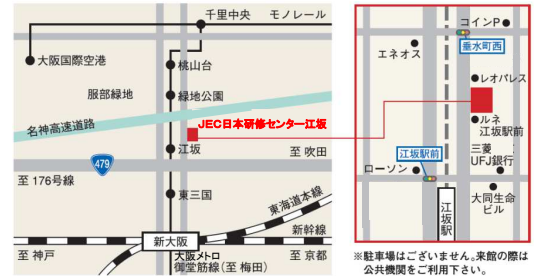 千里中央
モノレール
大阪国際空港
桃山台
服部緑地
緑地公園
JEC日本研修センター江坂
名神高速道路
江坂
至 吹田
479
至 176号線
東三国
東海道本線
新幹線
新大阪
至 神戸
大阪メトロ
御堂筋線(至 梅田)
至 京都
コインP
垂水町西
エネオス
レオパレス
ルネ
江坂駅前
三菱
UFJ銀行
江坂駅前
ローソン
江坂駅
大同生命
ビル
※駐車場はございません。来館の際は
公共機関をご利用下さい。